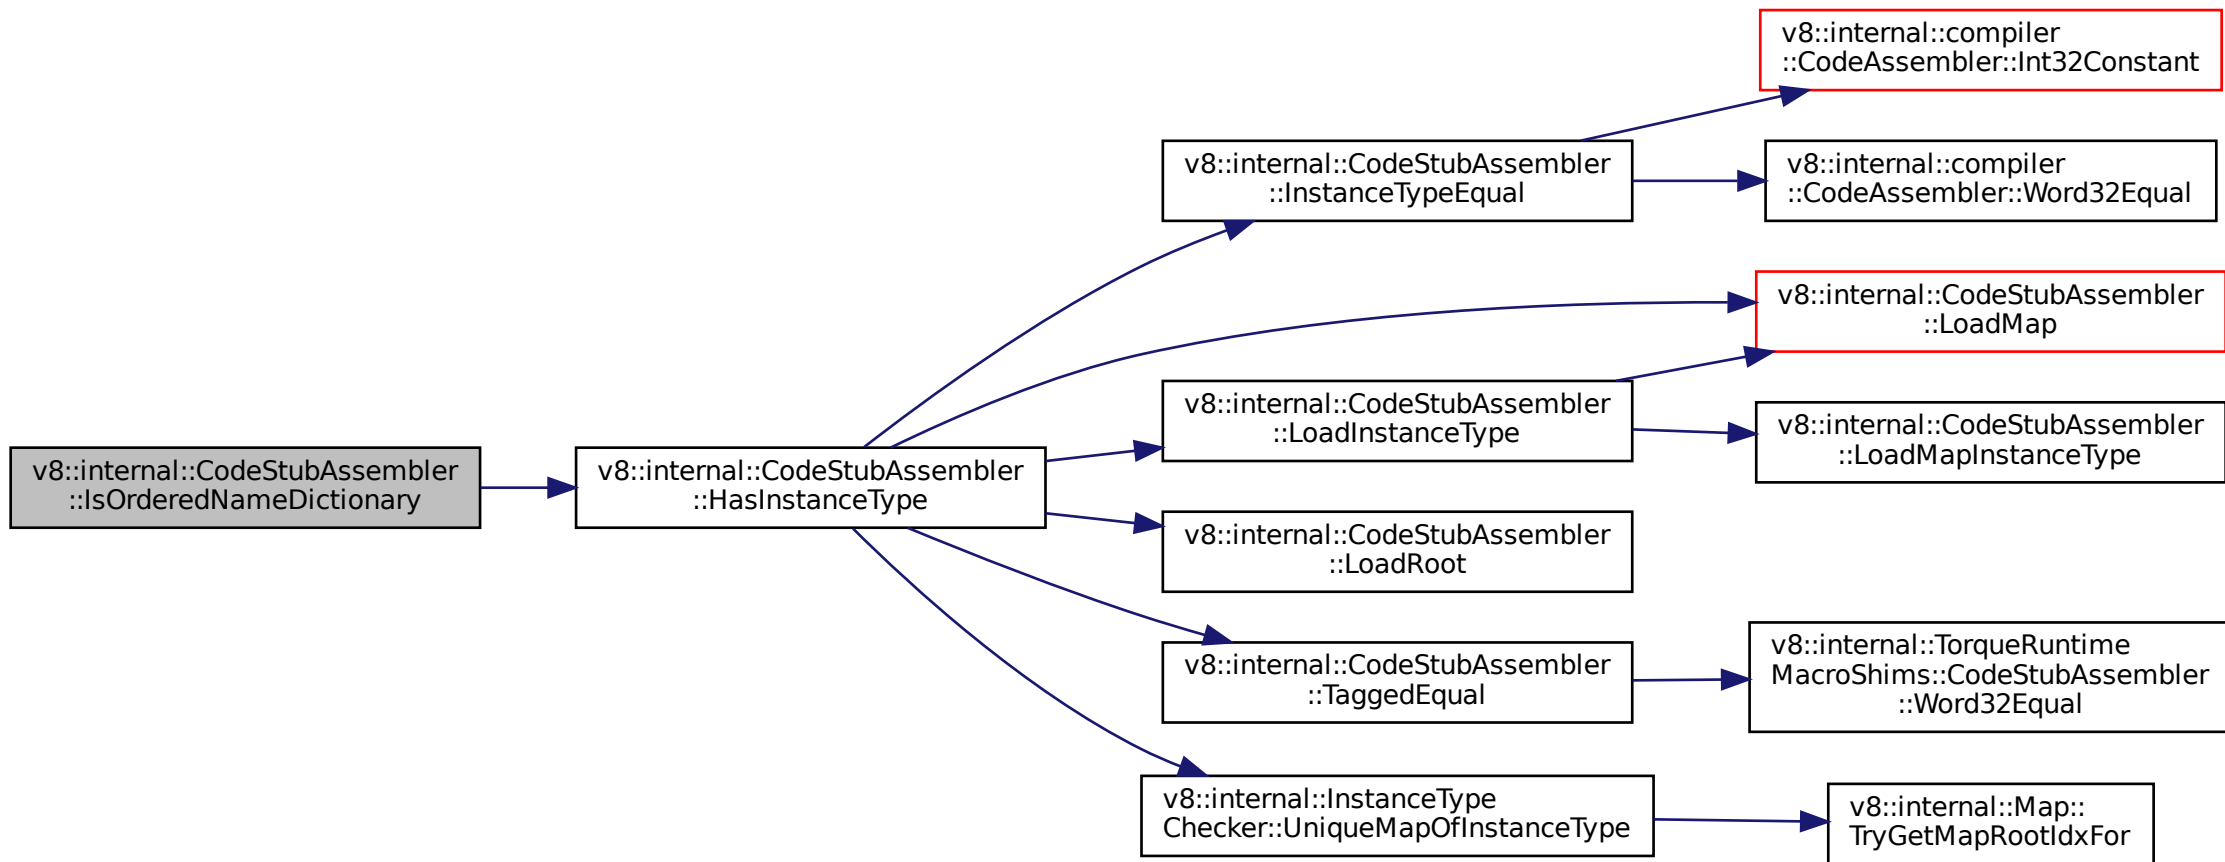 v8::internal::CodeStubAssembler
::IsOrderedNameDictionary
v8::internal::CodeStubAssembler
::HasInstanceType
v8::internal::CodeStubAssembler
::InstanceTypeEqual
v8::internal::compiler
::CodeAssembler::Int32Constant
v8::internal::compiler
::CodeAssembler::Word32Equal
v8::internal::CodeStubAssembler
::LoadMap
v8::internal::CodeStubAssembler
::LoadInstanceType
v8::internal::CodeStubAssembler
::LoadMapInstanceType
v8::internal::CodeStubAssembler
::LoadRoot
v8::internal::CodeStubAssembler
::TaggedEqual
v8::internal::TorqueRuntime
MacroShims::CodeStubAssembler
::Word32Equal
v8::internal::InstanceType
Checker::UniqueMapOfInstanceType
v8::internal::Map::
TryGetMapRootIdxFor